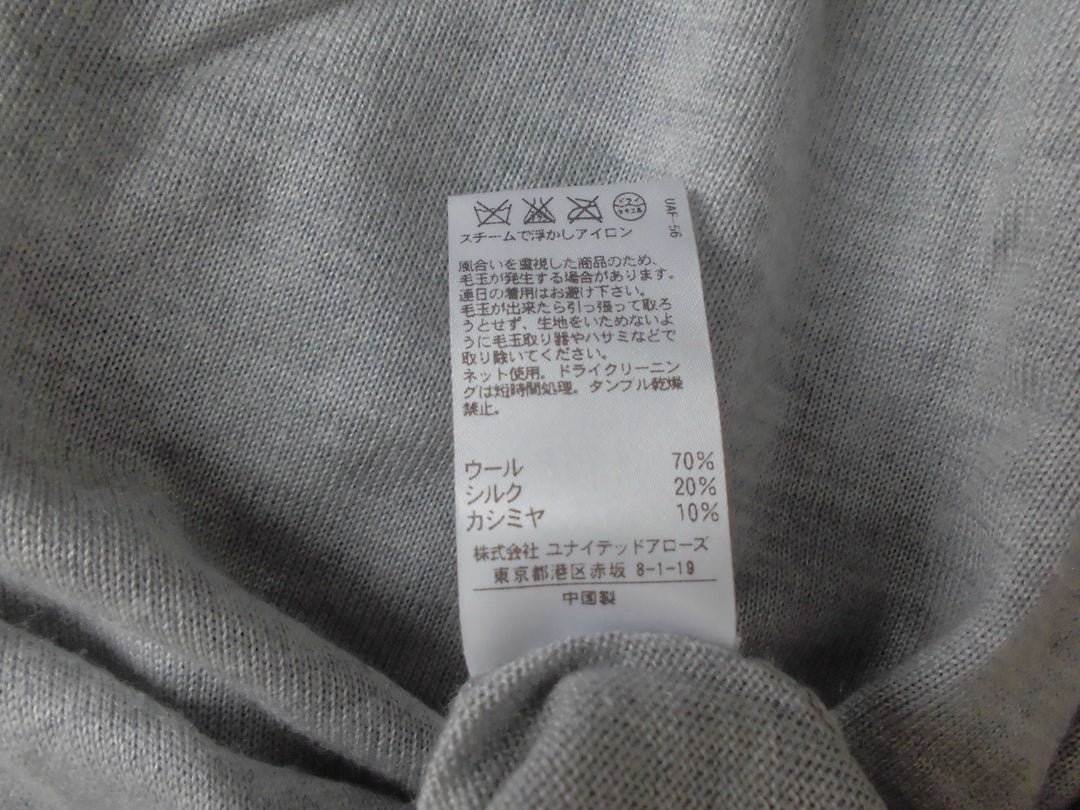 UAF-56
スチームで浮かしアイロン
風合いを重視した商品のため、
毛玉が発生する場合があります。
連日の着用はお避け下さい。
毛玉が出来たら引っ張って取ろ
うとせず、生地をいためないよ
うに毛玉取り器やハサミなどで
取り除いてください。
ネット使用。ドライクリーニン
グは短時間処理。タンブル乾燥
禁止。
ウール 70%
シルク 20%
カシミヤ 10%
株式会社 ユナイテッドアローズ
東京都港区赤坂 8-1-19
中国製